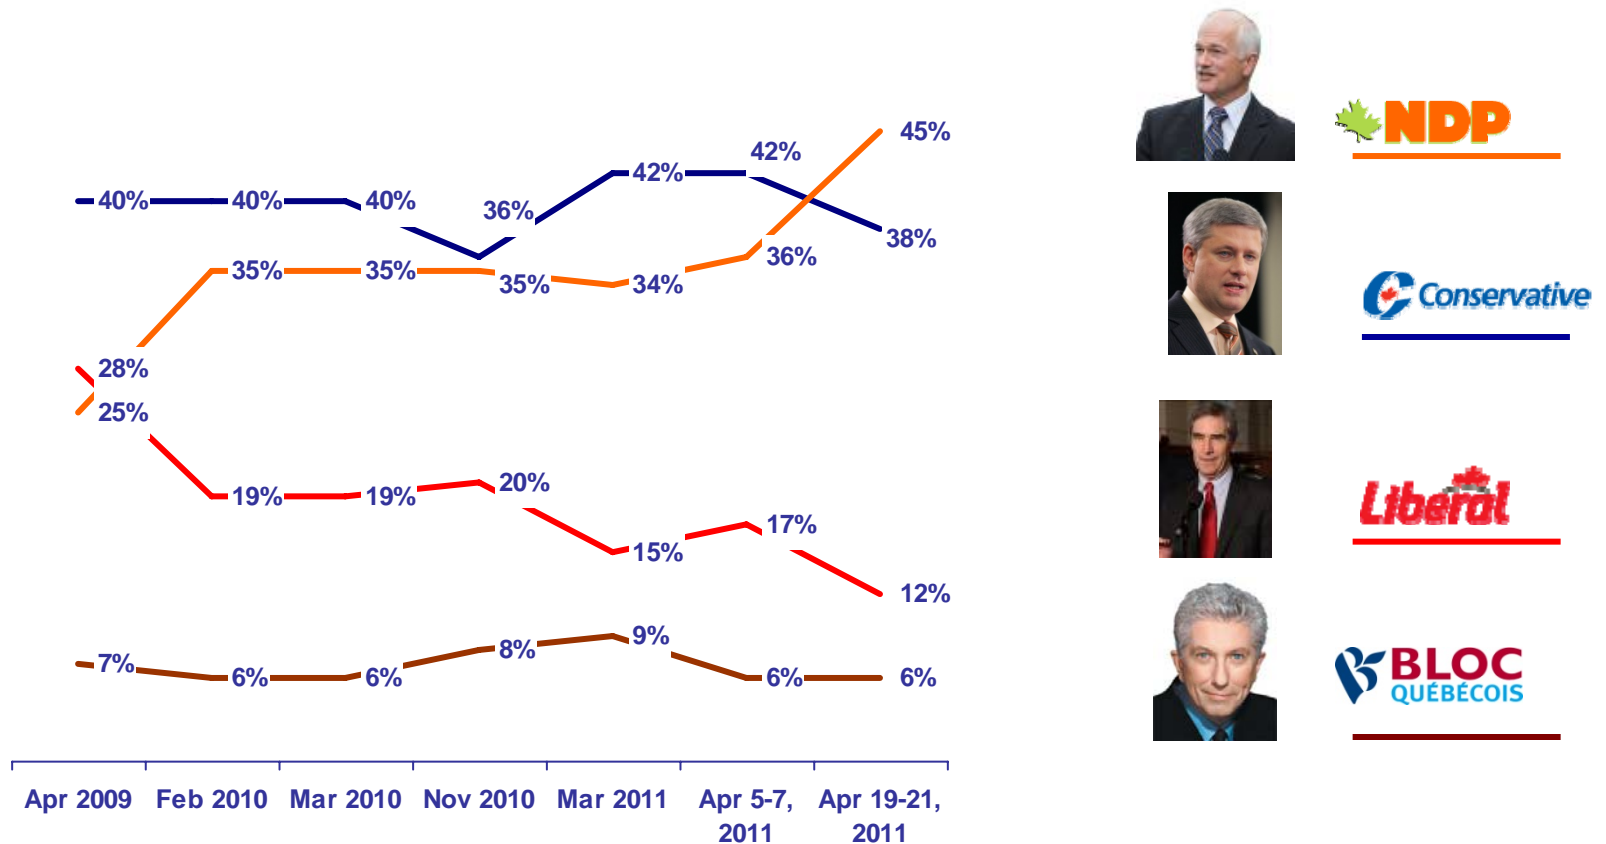 45%
NDP
42%
42%
40%
40%
40%
36%
38%
36%
35%
35%
35%
34%
Conservative
28%
25%
20%
19%
19%
17%
15%
12%
Liberal
9%
8%
7%
6%
6%
6%
6%
BLOC
QUÉBÉCOIS
Apr 2009
Feb 2010
Mar 2010
Nov 2010
Mar 2011
Apr 5-7,
2011
Apr 19-21,
2011